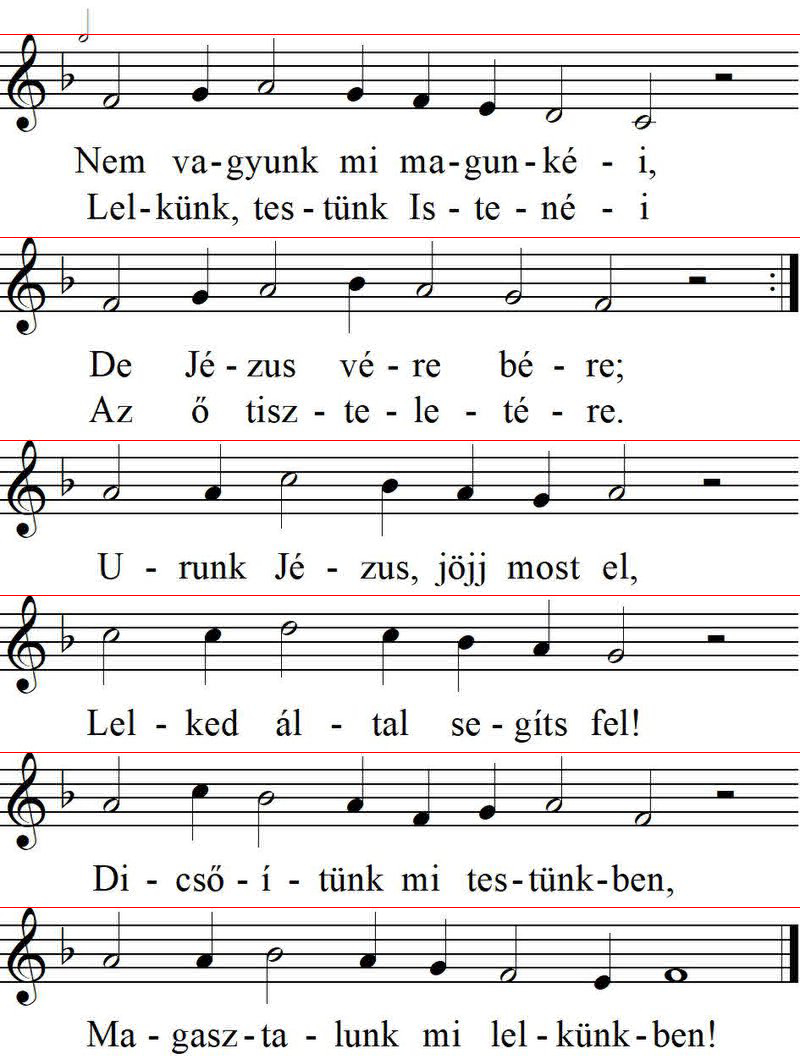 Nem va-gyunk mi ma-gun-ké - i,
Lel-künk, tes - tünk Is - te - né - i
De Jé - zus vé - re bé - re;
Az ő tisz - te - le - té - re.
U - runk Jé - zus, jöjj most el,
Lel - ked ál - tal se - gíts fel!
Di - cső - í - tünk mi tes-tünk-ben,
Ma - gasz-ta - lunk mi lel - künk-ben!